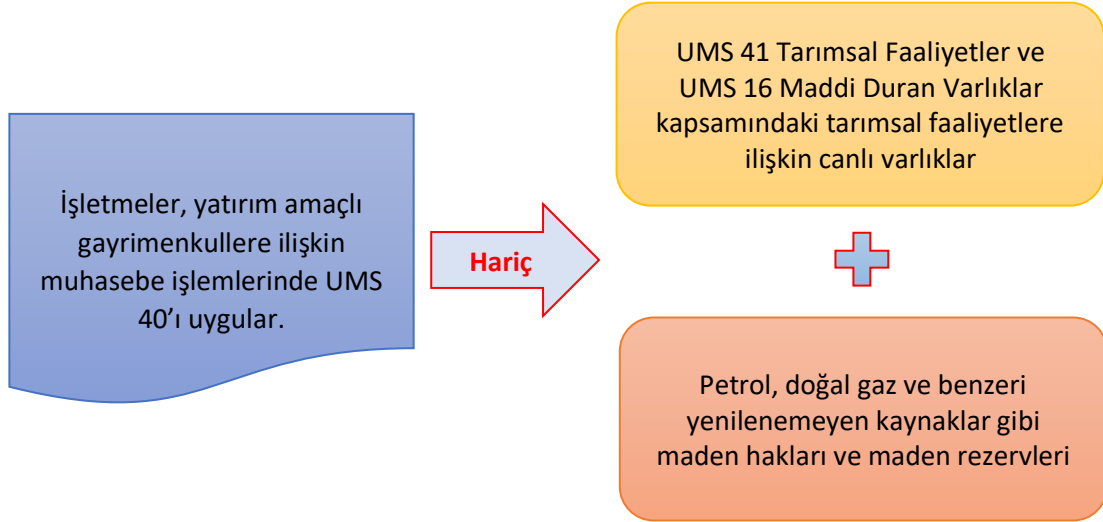 İşletmeler, yatırım amaçlı
gayrimenkullere ilişkin
muhasebe işlemlerinde UMS
40’ı uygular.
Hariç
UMS 41 Tarımsal Faaliyetler ve
UMS 16 Maddi Duran Varlıklar
kapsamındaki tarımsal faaliyetlere
ilişkin canlı varlıklar
Petrol, doğal gaz ve benzeri
yenilenemeyen kaynaklar gibi
maden hakları ve maden rezervleri